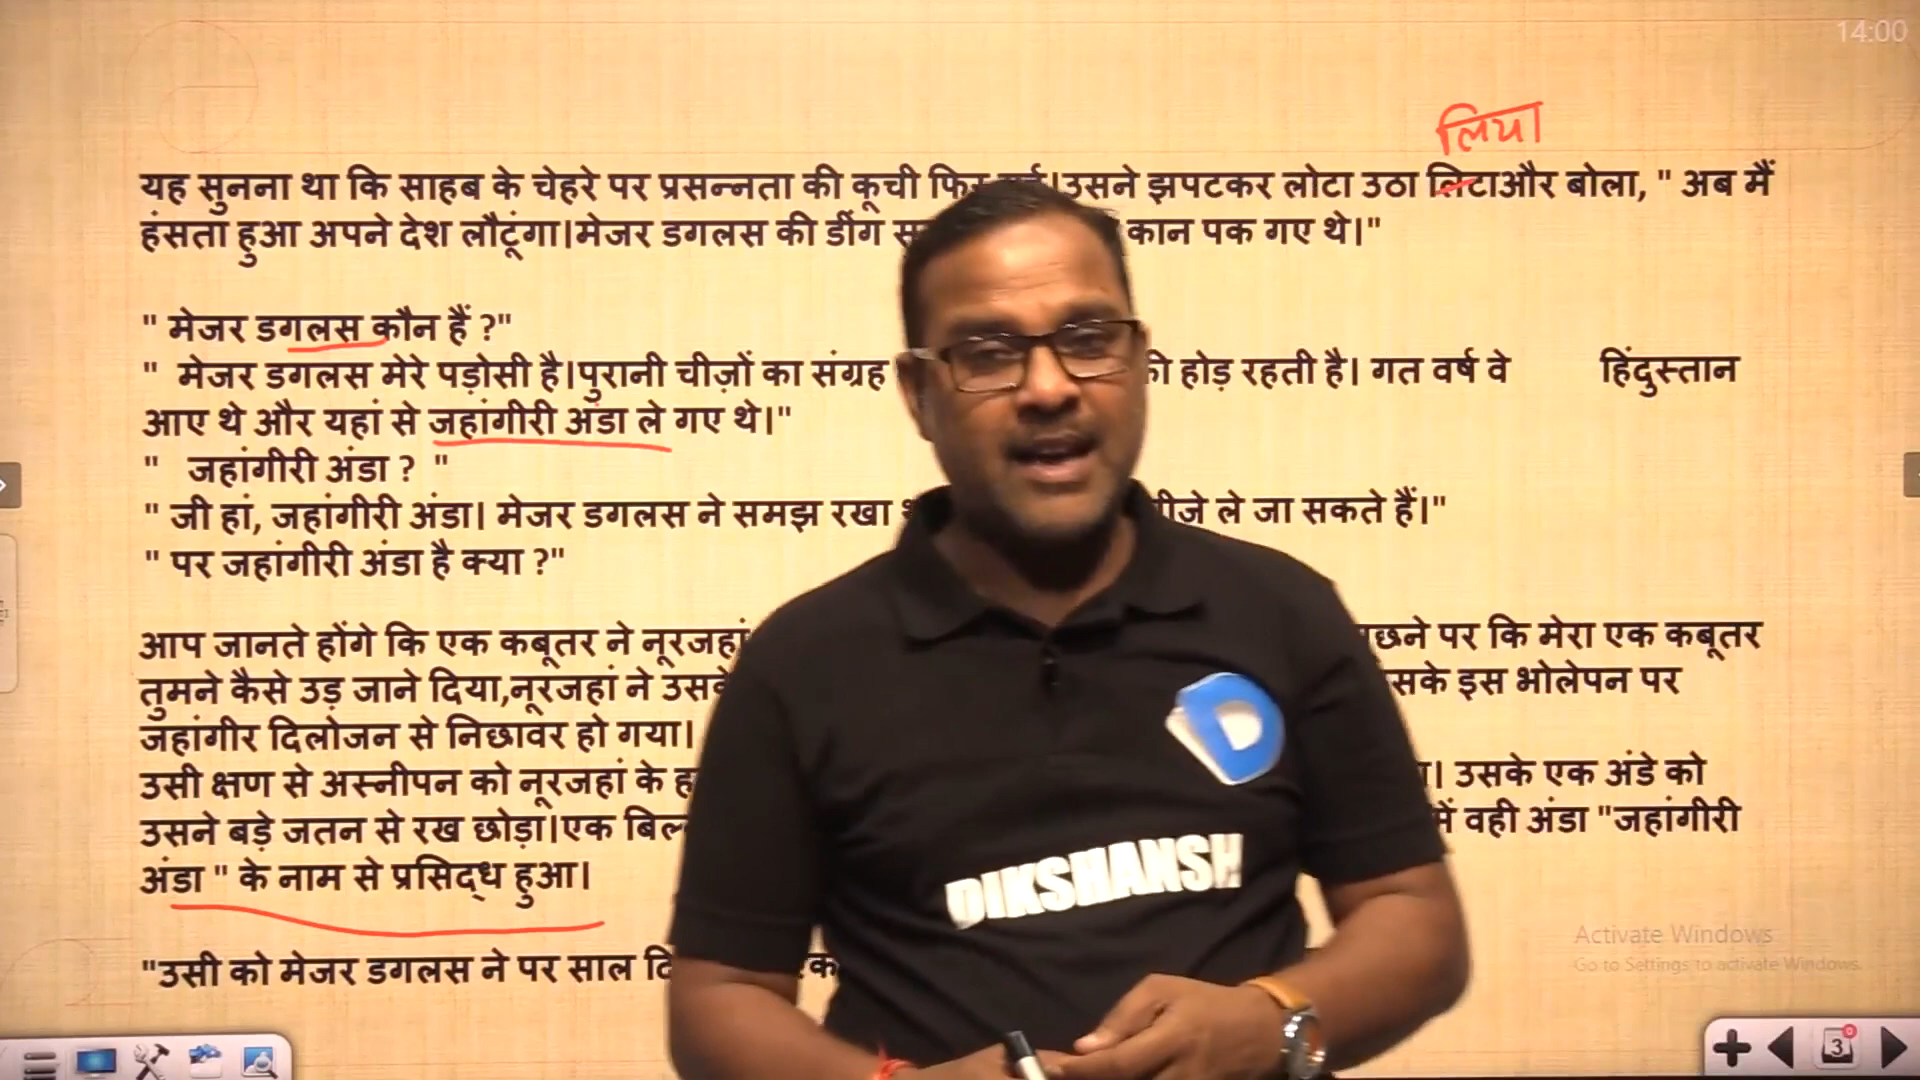 14:00
लिया
यह सुनना था कि साहब के चेहरे पर प्रसन्नता की कूची फिर उसने झपटकर लोटा उठा लिटाऔर बोला, " अब मैं
हंसता हुआ अपने देश लौटूंगा।मेजर डगलस की डींग कान पक गए थे।"
" मेजर डगलस कौन हैं ?"
" मेजर डगलस मेरे पड़ोसी है।पुरानी चीज़ों का संग्रह की होड़ रहती है। गत वर्ष वे हिंदुस्तान
आए थे और यहां से जहांगीरी अंडा ले गए थे।"
" जहांगीरी अंडा ? "
" जी हां, जहांगीरी अंडा। मेजर डगलस ने समझ रखा ले जा सकते हैं।"
" पर जहांगीरी अंडा है क्या ?"
आप जानते होंगे कि एक कबूतर ने नूरजहां पर कि मेरा एक कबूतर
तुमने कैसे उड़ जाने दिया,नूरजहां ने इस भोलेपन पर
जहांगीर दिलोजन से निछावर हो गया।
उसी क्षण से अस्नीपन को नूरजहां के उसके एक अंडे को
उसने बड़े जतन से रख छोड़ा।एक में वही अंडा "जहांगीरी
अंडा " के नाम से प्रसिद्ध हुआ।
"उसी को मेजर डगलस ने पर साल
D
DIKSHANSH
Activate Windows
Go to Settings to activate Windows.
3